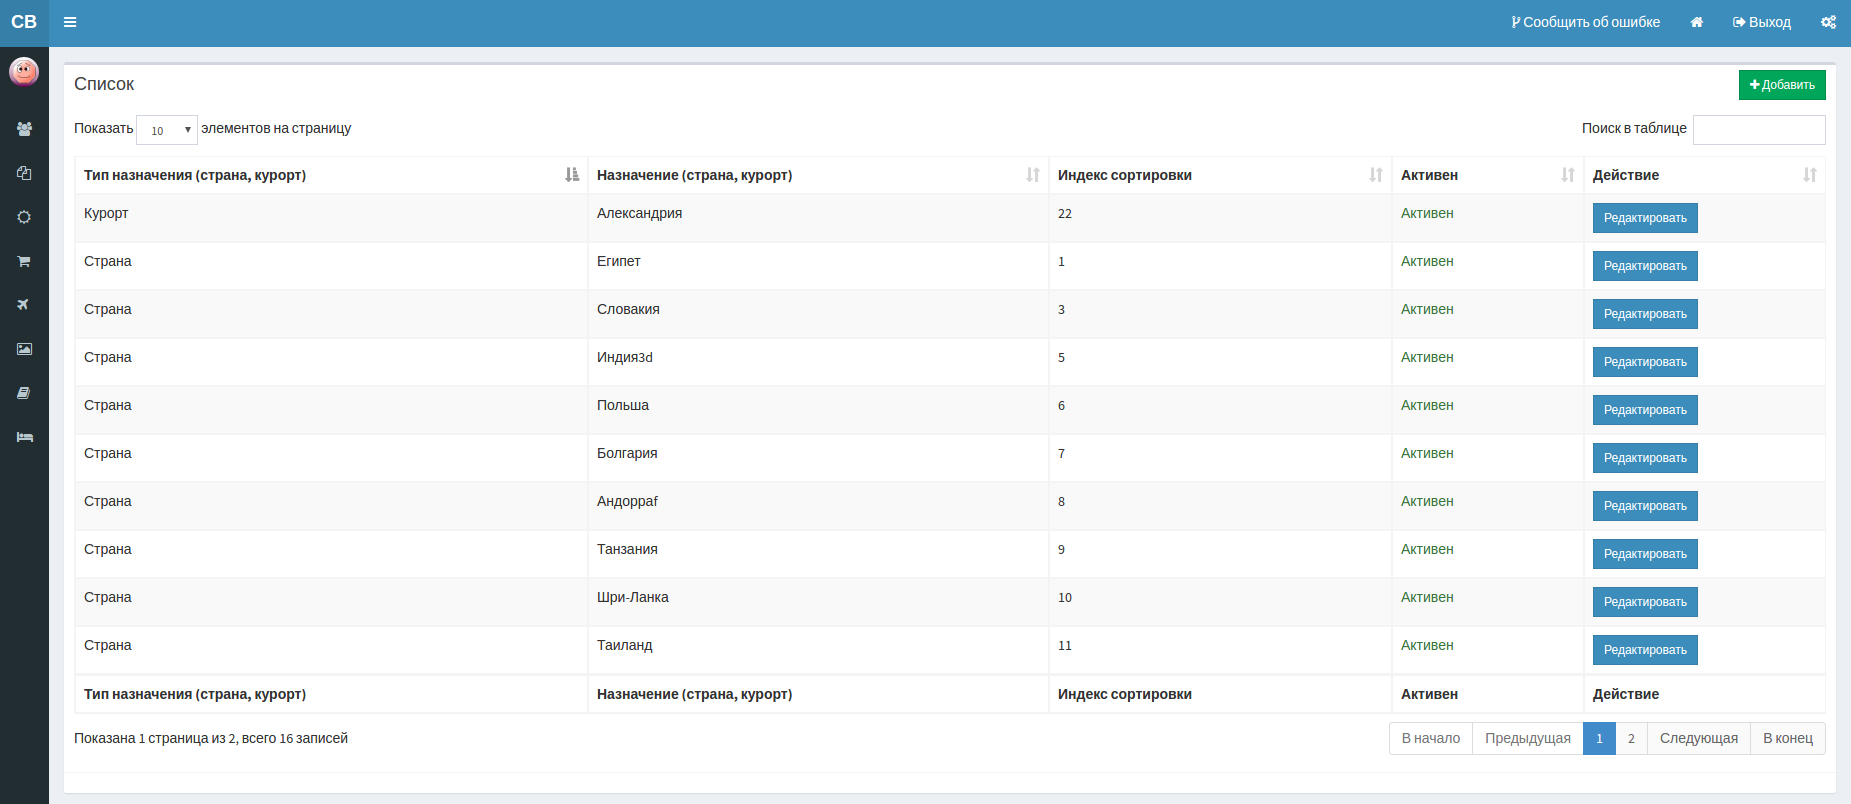 СВ
Сообщить об ошибке Выход
Список
Добавить
Показать 10 элементов на страницу Поиск в таблице
Тип назначения (страна, курорт) Назначение (страна, курорт) Индекс сортировки Активен Действие
Курорт Александрия 22 Активен Редактировать
Страна Египет 1 Активен Редактировать
Страна Словакия 3 Активен Редактировать
Страна Индия3d 5 Активен Редактировать
Страна Польша 6 Активен Редактировать
Страна Болгария 7 Активен Редактировать
Страна Андорраf 8 Активен Редактировать
Страна Танзания 9 Активен Редактировать
Страна Шри-Ланка 10 Активен Редактировать
Страна Таиланд 11 Активен Редактировать
Тип назначения (страна, курорт) Назначение (страна, курорт) Индекс сортировки Активен Действие
Показана 1 страница из 2, всего 16 записей В начало Предыдущая 1 2 Следующая В конец